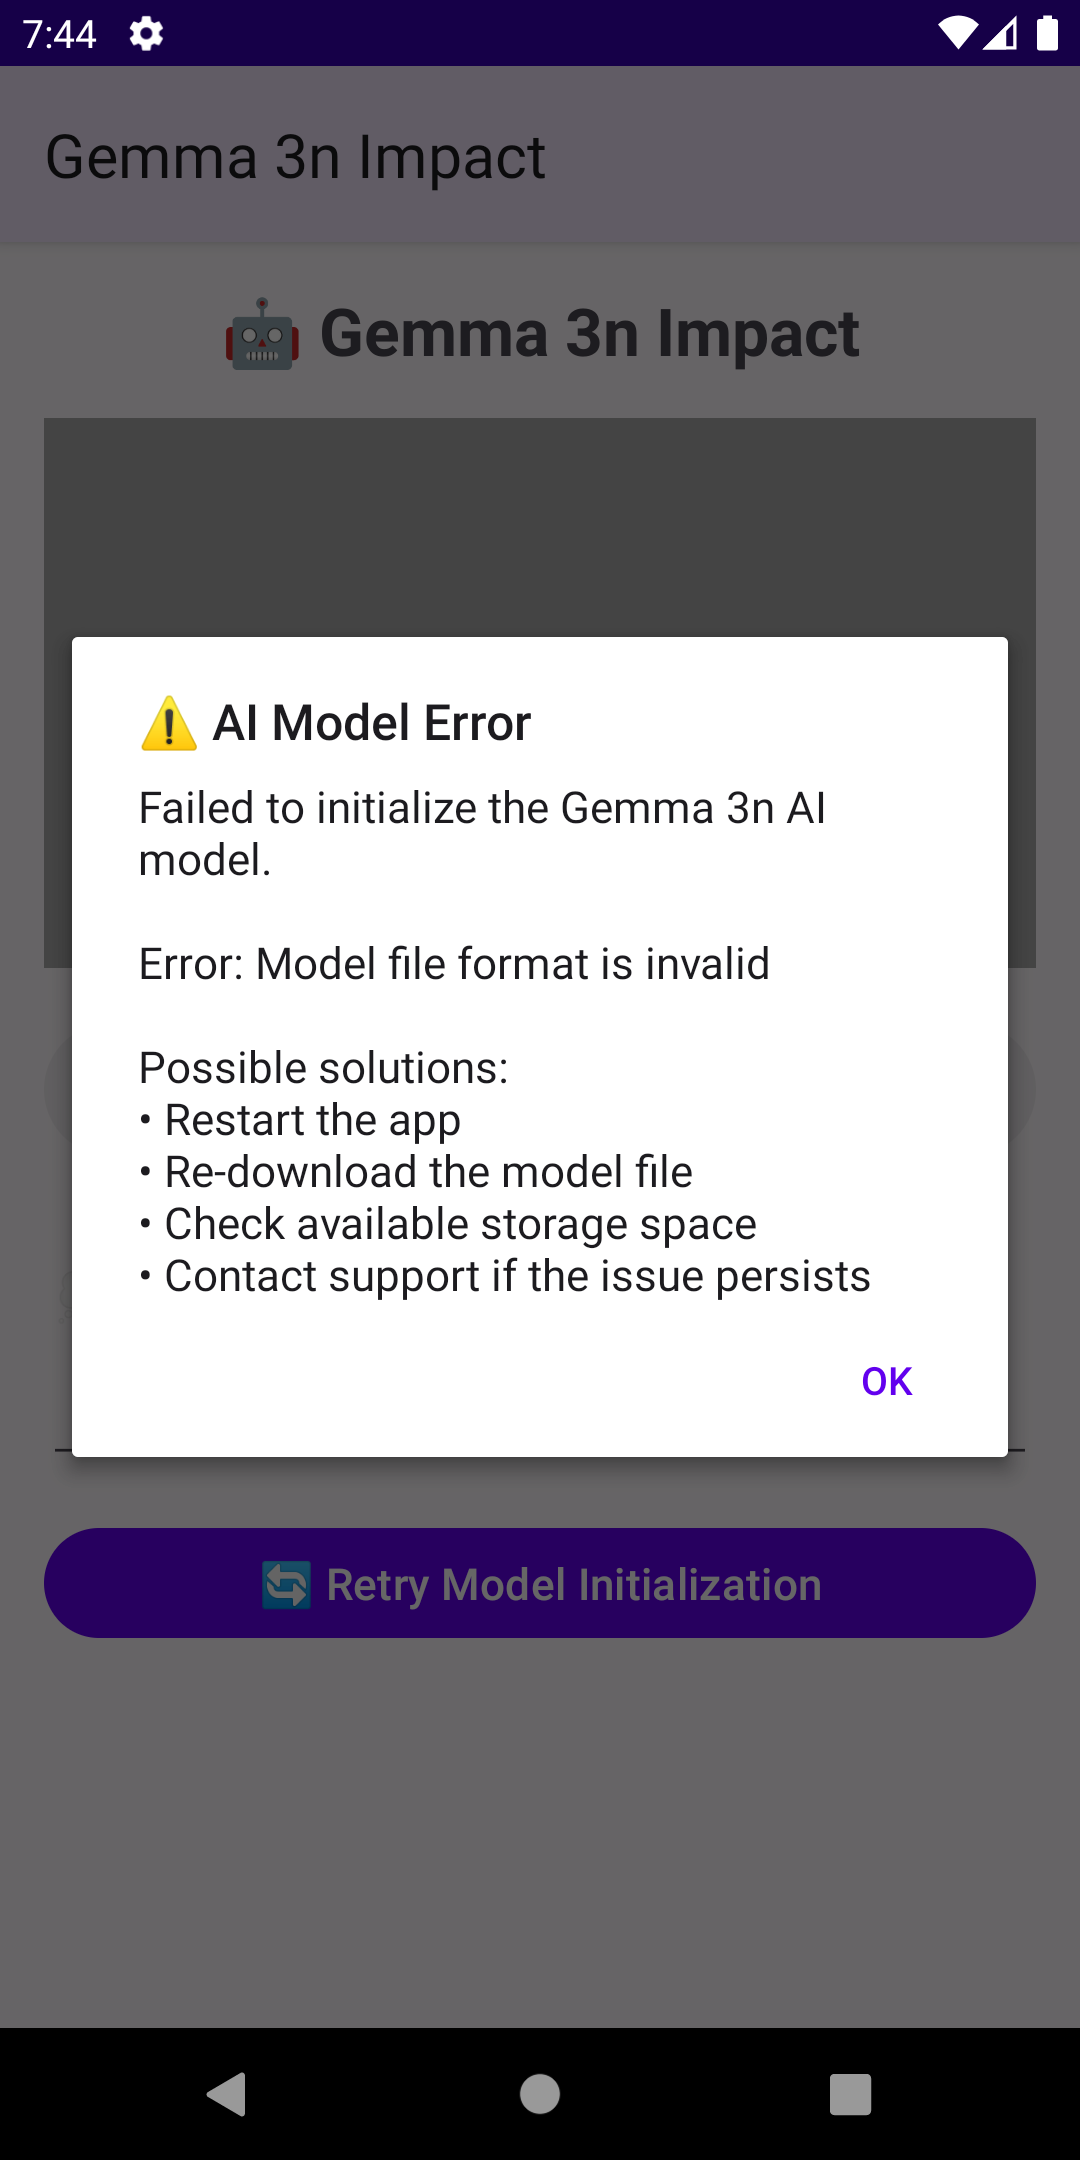 7:44
Gemma 3n Impact
🤖 Gemma 3n Impact
⚠️ AI Model Error
Failed to initialize the Gemma 3n AI
model.
Error: Model file format is invalid
Possible solutions:
• Restart the app
• Re-download the model file
• Check available storage space
• Contact support if the issue persists
OK
🔄 Retry Model Initialization